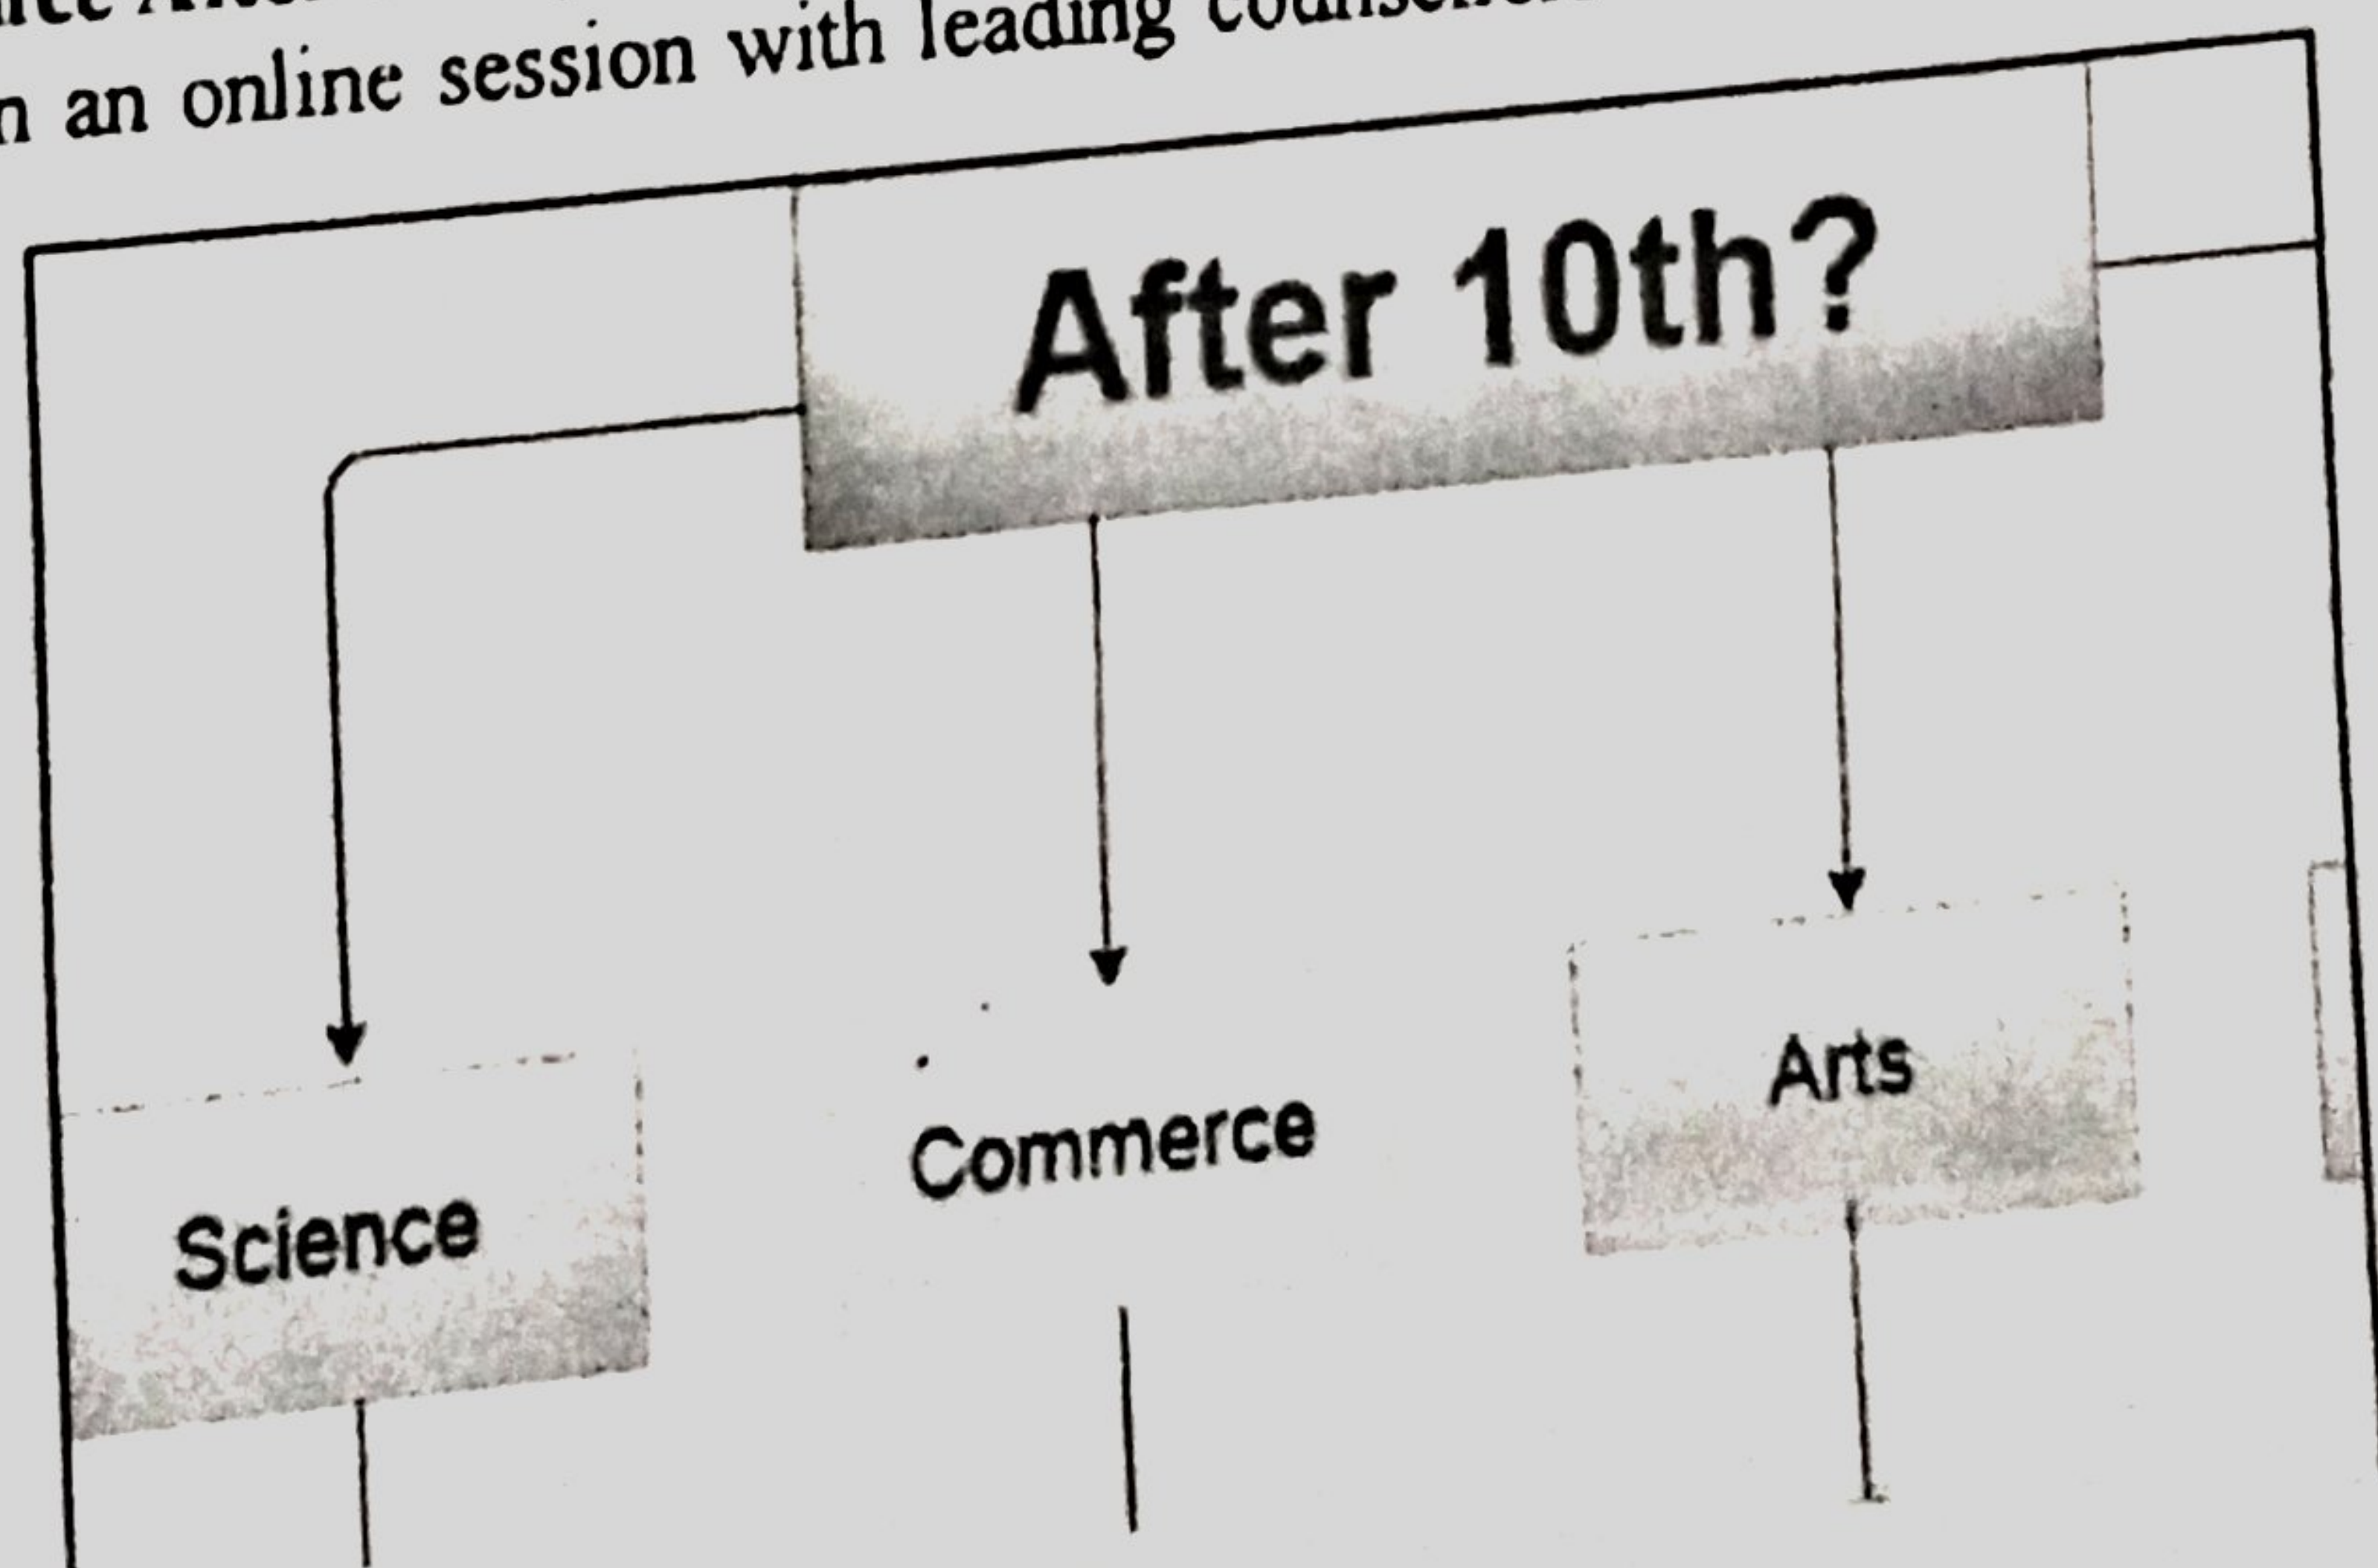 an online session with leading
After 10th?
Science
Commerce
Arts